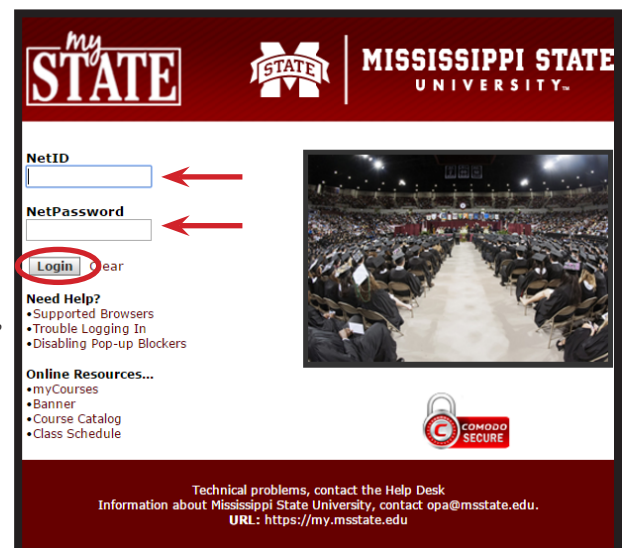 my
STATE
STATE
MISSISSIPPI STATE
UNIVERSITY™
NetID
NetPassword
Login Clear
Need Help?
•Supported Browsers
•Trouble Logging In
•Disabling Pop-up Blockers
Online Resources...
•myCourses
•Banner
•Course Catalog
•Class Schedule
C COMODO
SECURE
Technical problems, contact the Help Desk
Information about Mississippi State University, contact opa@msstate.edu.
URL: https://my.msstate.edu